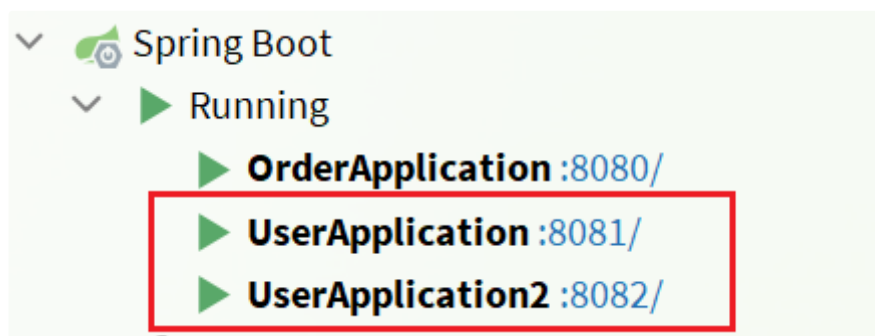 Spring Boot
Running
OrderApplication :8080/
UserApplication :8081/
UserApplication2 :8082/